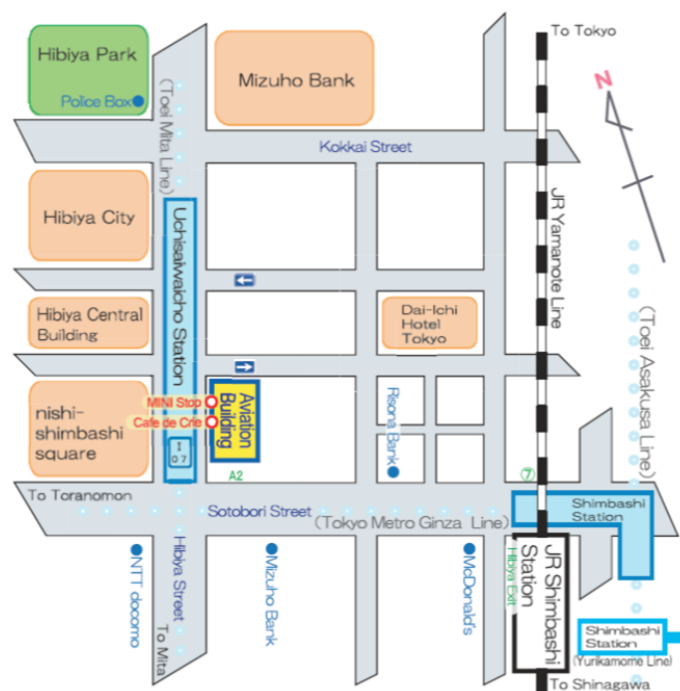 To Tokyo
Hibiya Park
Police Box
(Toei Mita Line)
Mizuho Bank
N
Kokkai Street
Hibiya City
Uchisaiwaicho Station
JR Yamanote Line
Hibiya Central
Building
Dai-Ichi
Hotel
Tokyo
(Toei Asakusa Line)
MINI Stop
Cafe de Crie
Aviation
Building
nishi-
shimbashi
square
I
07
Risona Bank
A2
⑦
To Toranomon
Sotobori Street
(Tokyo Metro Ginza Line)
Shimbashi
Station
NTT docomo
Hibiya Street
Mizuho Bank
McDonald's
Hibiya Exit
JR Shimbashi
Station
To Mita
Shimbashi
Station
(Yurikamome Line)
To Shinagawa